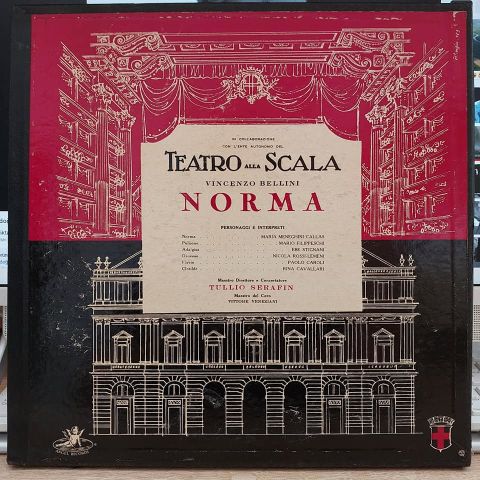 IN COLLABORAZIONE
CON L'ENTE AUTONOMO DEL
TEATRO ALLA SCALA
VINCENZO BELLINI
NORMA
PERSONAGGI E INTERPRETI
Norma MARIA MENEGHINI CALLAS
Pollione MARIO FILIPPESCHI
Adalgisa EBE STIGNANI
Oroveso NICOLA ROSSI-LEMENI
Flavio PAOLO CAROLI
Clotilde RINA CAVALLARI
Maestro Direttore e Concertatore
TULLIO SERAFIN
Maestro del Coro
VITTORE VENEZIANI
ANGEL RECORDS